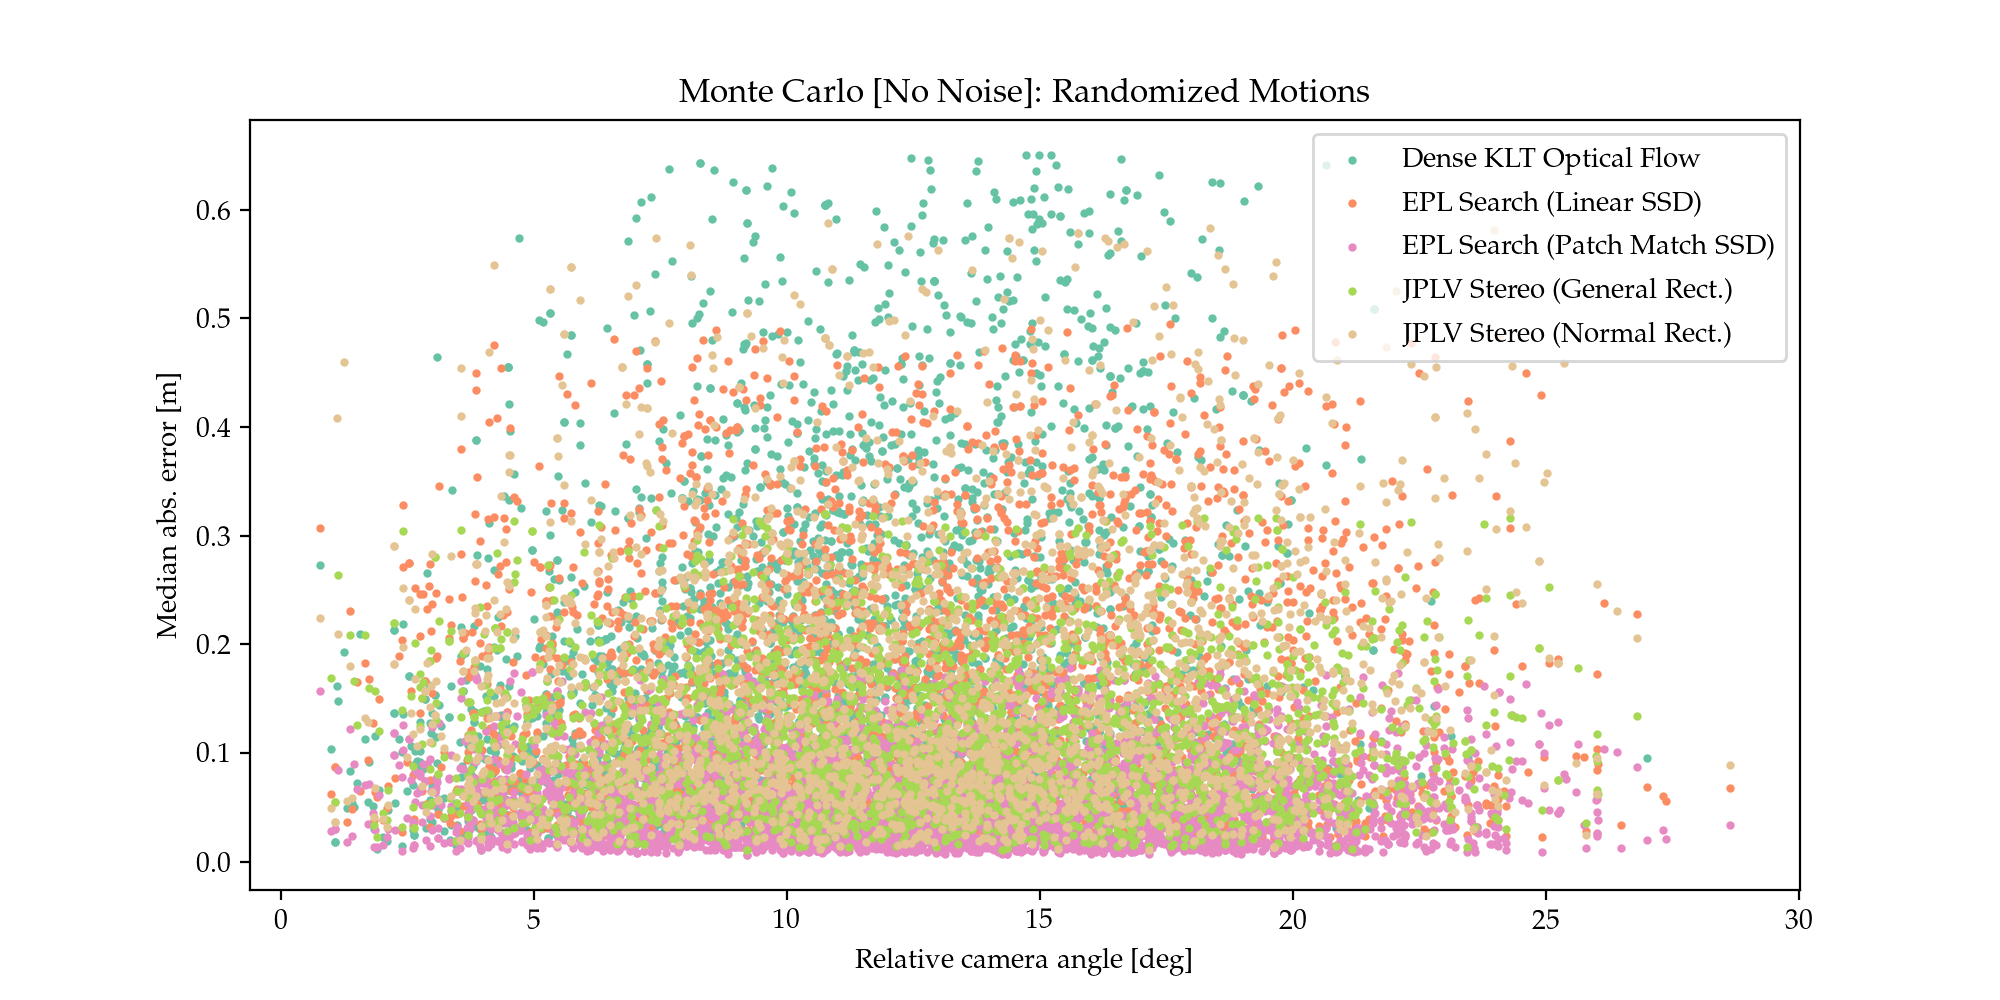 Monte Carlo [No Noise]: Randomized Motions
Dense KLT Optical Flow
EPL Search (Linear SSD)
EPL Search (Patch Match SSD)
JPLV Stereo (General Rect.)
JPLV Stereo (Normal Rect.)
Median abs. error [m]
0.6
0.5
0.4
0.3
0.2
0.1
0.0
0 5 10 15 20 25 30
Relative camera angle [deg]